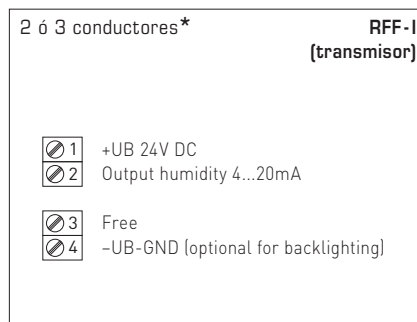 2 ó 3 conductores*
RFF-I
(transmisor)
1 +UB 24V DC
2 Output humidity 4...20mA
3 Free
4 –UB-GND (optional for backlighting)